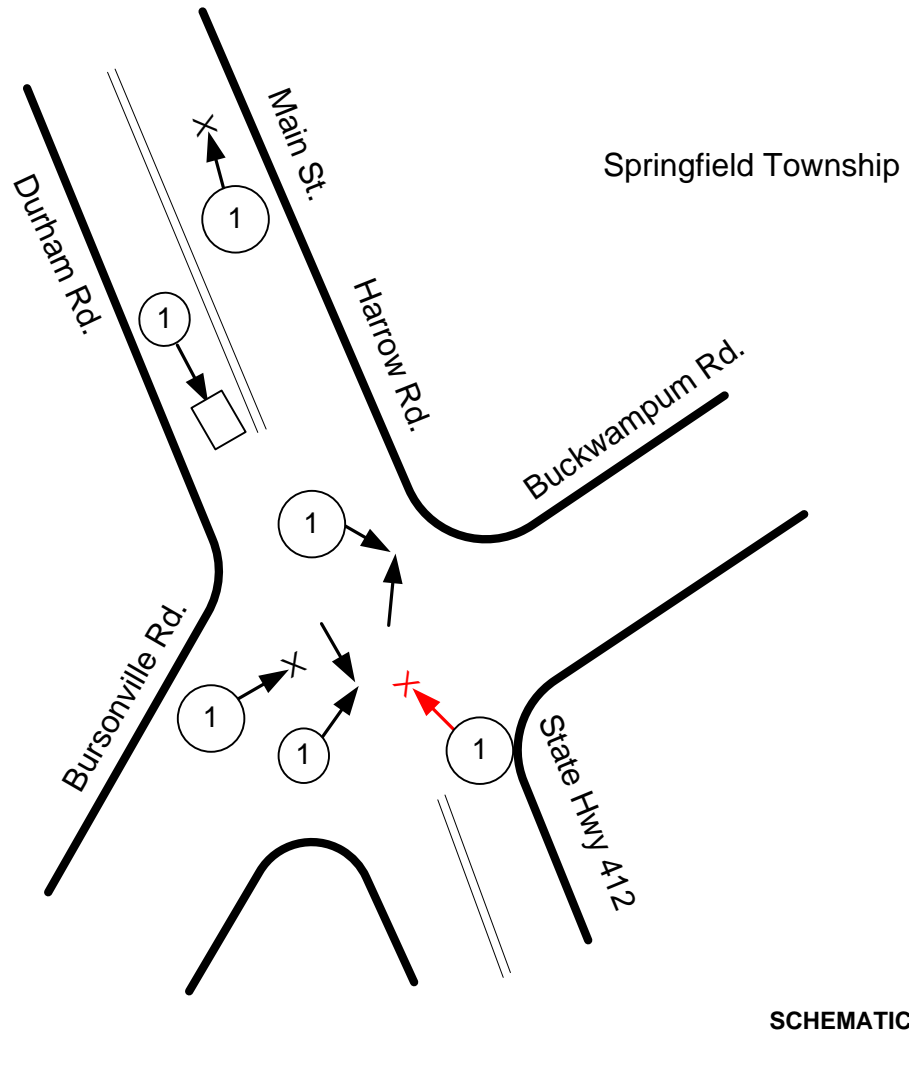 Main St.
Springfield Township
1
Durham Rd.
1
Harrow Rd.
Buckwampum Rd.
1
Bursonville Rd.
1
1
1
State Hwy 412
SCHEMATIC